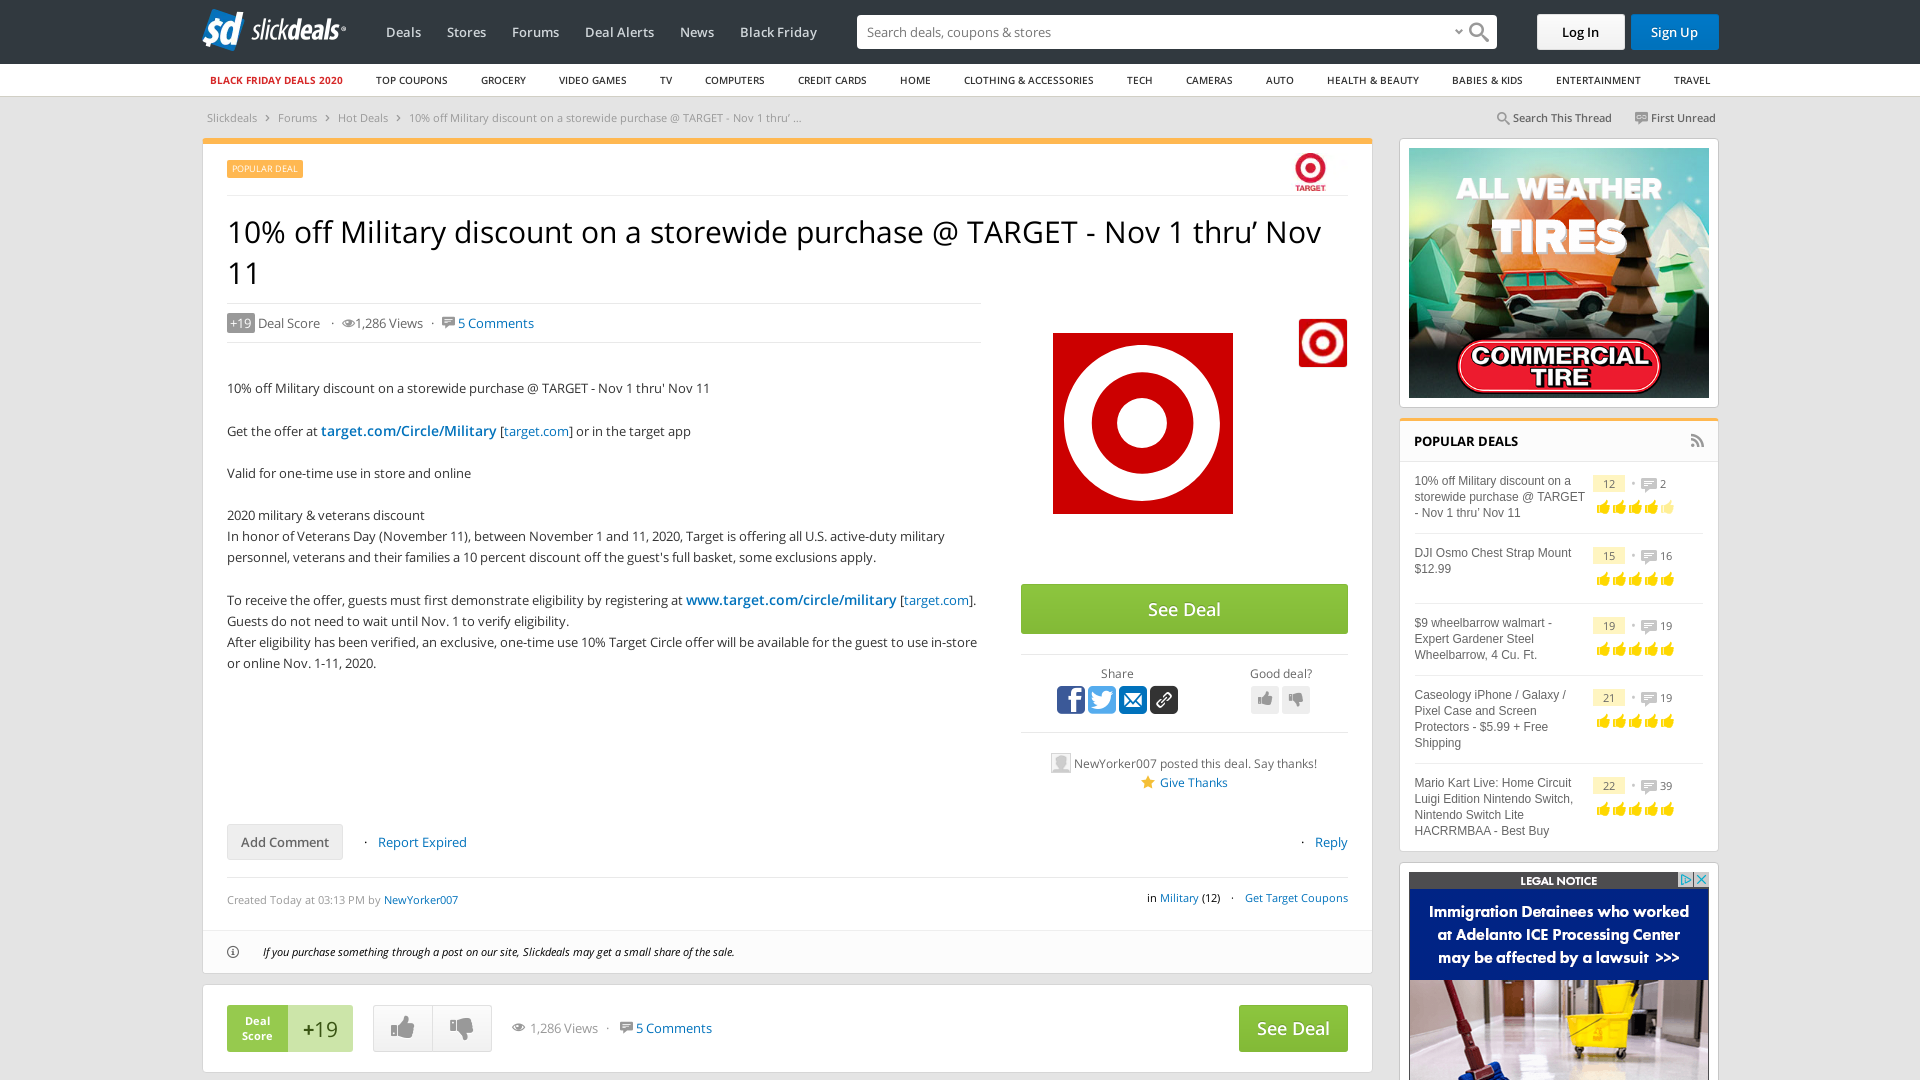 slickdeals
Deals Stores Forums Deal Alerts News Black Friday
Search deals, coupons & shops
Log In Sign Up
BLACK FRIDAY DEALS 2020 TOP COUPONS GROCERY VIDEO GAMES TV COMPUTERS CREDIT CARDS HOME CLOTHING & ACCESSORIES TECH CAMERAS AUTO HEALTH & BEAUTY BABIES & KIDS ENTERTAINMENT TRAVEL
Slickdeals › Forums › Hot Deals › 10% off Military discount on a storewide purchase @ TARGET - Nov 1 thru’ ...
Search This Thread First Unread
POPULAR DEAL
TARGET
10% off Military discount on a storewide purchase @ TARGET - Nov 1 thru’ Nov
11
+19 Deal Score · 1,286 Views · 5 Comments
10% off Military discount on a storewide purchase @ TARGET - Nov 1 thru' Nov 11
Get the offer at target.com/Circle/Military [target.com] or in the target app
Valid for one-time use in store and online
2020 military & veterans discount
In honor of Veterans Day (November 11), between November 1 and 11, 2020, Target is offering all U.S. active-duty military
personnel, veterans and their families a 10 percent discount off the guest's full basket, some exclusions apply.
To receive the offer, guests must first demonstrate eligibility by registering at www.target.com/circle/military [target.com].
Guests do not need to wait until Nov. 1 to verify eligibility.
After eligibility has been verified, an exclusive, one-time use 10% Target Circle offer will be available for the guest to use in-store
or online Nov. 1-11, 2020.
See Deal
Share Good deal?
NewYorker007 posted this deal. Say thanks!
Give Thanks
Add Comment · Report Expired · Reply
Created Today at 03:13 PM by NewYorker007
in Military (12) · Get Target Coupons
If you purchase something through a post on our site, Slickdeals may get a small share of the sale.
Deal
Score
+19
1,286 Views · 5 Comments
See Deal
ALL WEATHER
TIRES
COMMERCIAL
TIRE
POPULAR DEALS
10% off Military discount on a
storewide purchase @ TARGET
- Nov 1 thru’ Nov 11
12 • 2
DJI Osmo Chest Strap Mount
$12.99
15 • 16
$9 wheelbarrow walmart -
Expert Gardener Steel
Wheelbarrow, 4 Cu. Ft.
19 • 19
Caseology iPhone / Galaxy /
Pixel Case and Screen
Protectors - $5.99 + Free
Shipping
21 • 19
Mario Kart Live: Home Circuit
Luigi Edition Nintendo Switch,
Nintendo Switch Lite
HACRRMBAA - Best Buy
22 • 39
LEGAL NOTICE
Immigration Detainees who worked
at Adelanto ICE Processing Center
may be affected by a lawsuit >>>